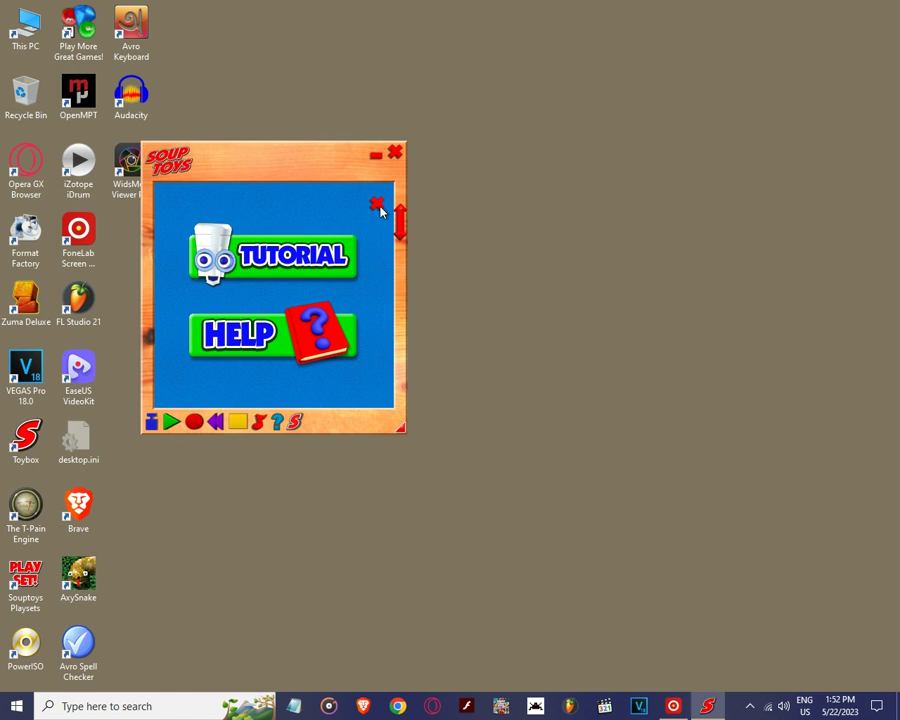 This PC
Play More
Great Games!
Avro
Keyboard
Recycle Bin
OpenMPT
Audacity
Opera GX
Browser
iZotope
iDrum
WidsM
Viewer
Format
Factory
FoneLab
Screen ...
Zuma Deluxe
FL Studio 21
VEGAS Pro
18.0
EaseUS
VideoKit
Toybox
desktop.ini
The T-Pain
Engine
Brave
PLAY
SET!
Souptoys
Playsets
AxySnake
PowerISO
Avro Spell
Checker
V
18
SOUP
TOYS
TUTORIAL
HELP
?
Type here to search
ENG
US
1:52 PM
5/22/2023